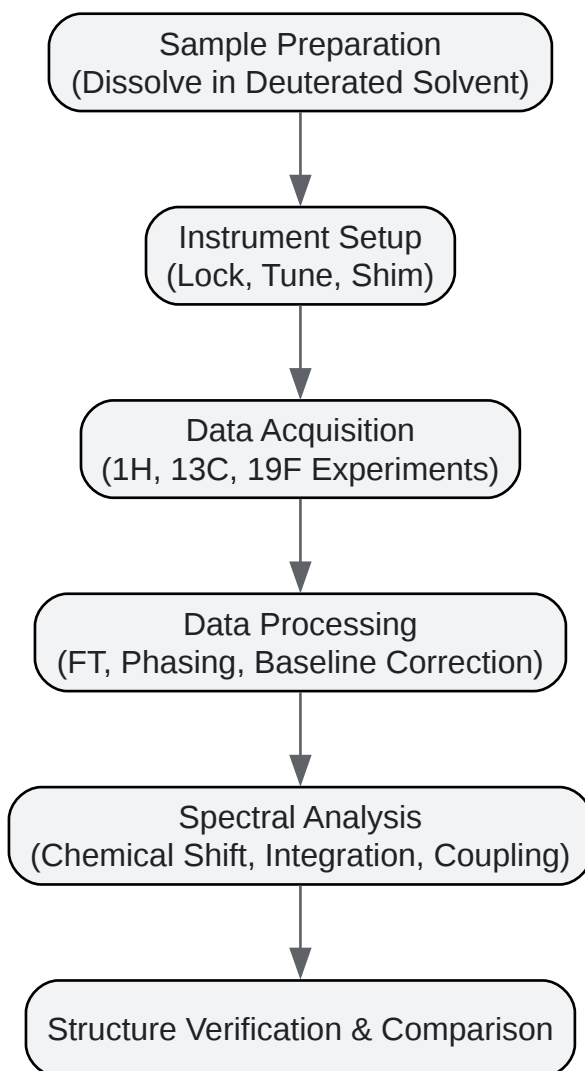 Sample Preparation
(Dissolve in Deuterated Solvent)
Instrument Setup
(Lock, Tune, Shim)
Data Acquisition
(1H, 13C, 19F Experiments)
Data Processing
(FT, Phasing, Baseline Correction)
Spectral Analysis
(Chemical Shift, Integration, Coupling)
Structure Verification & Comparison